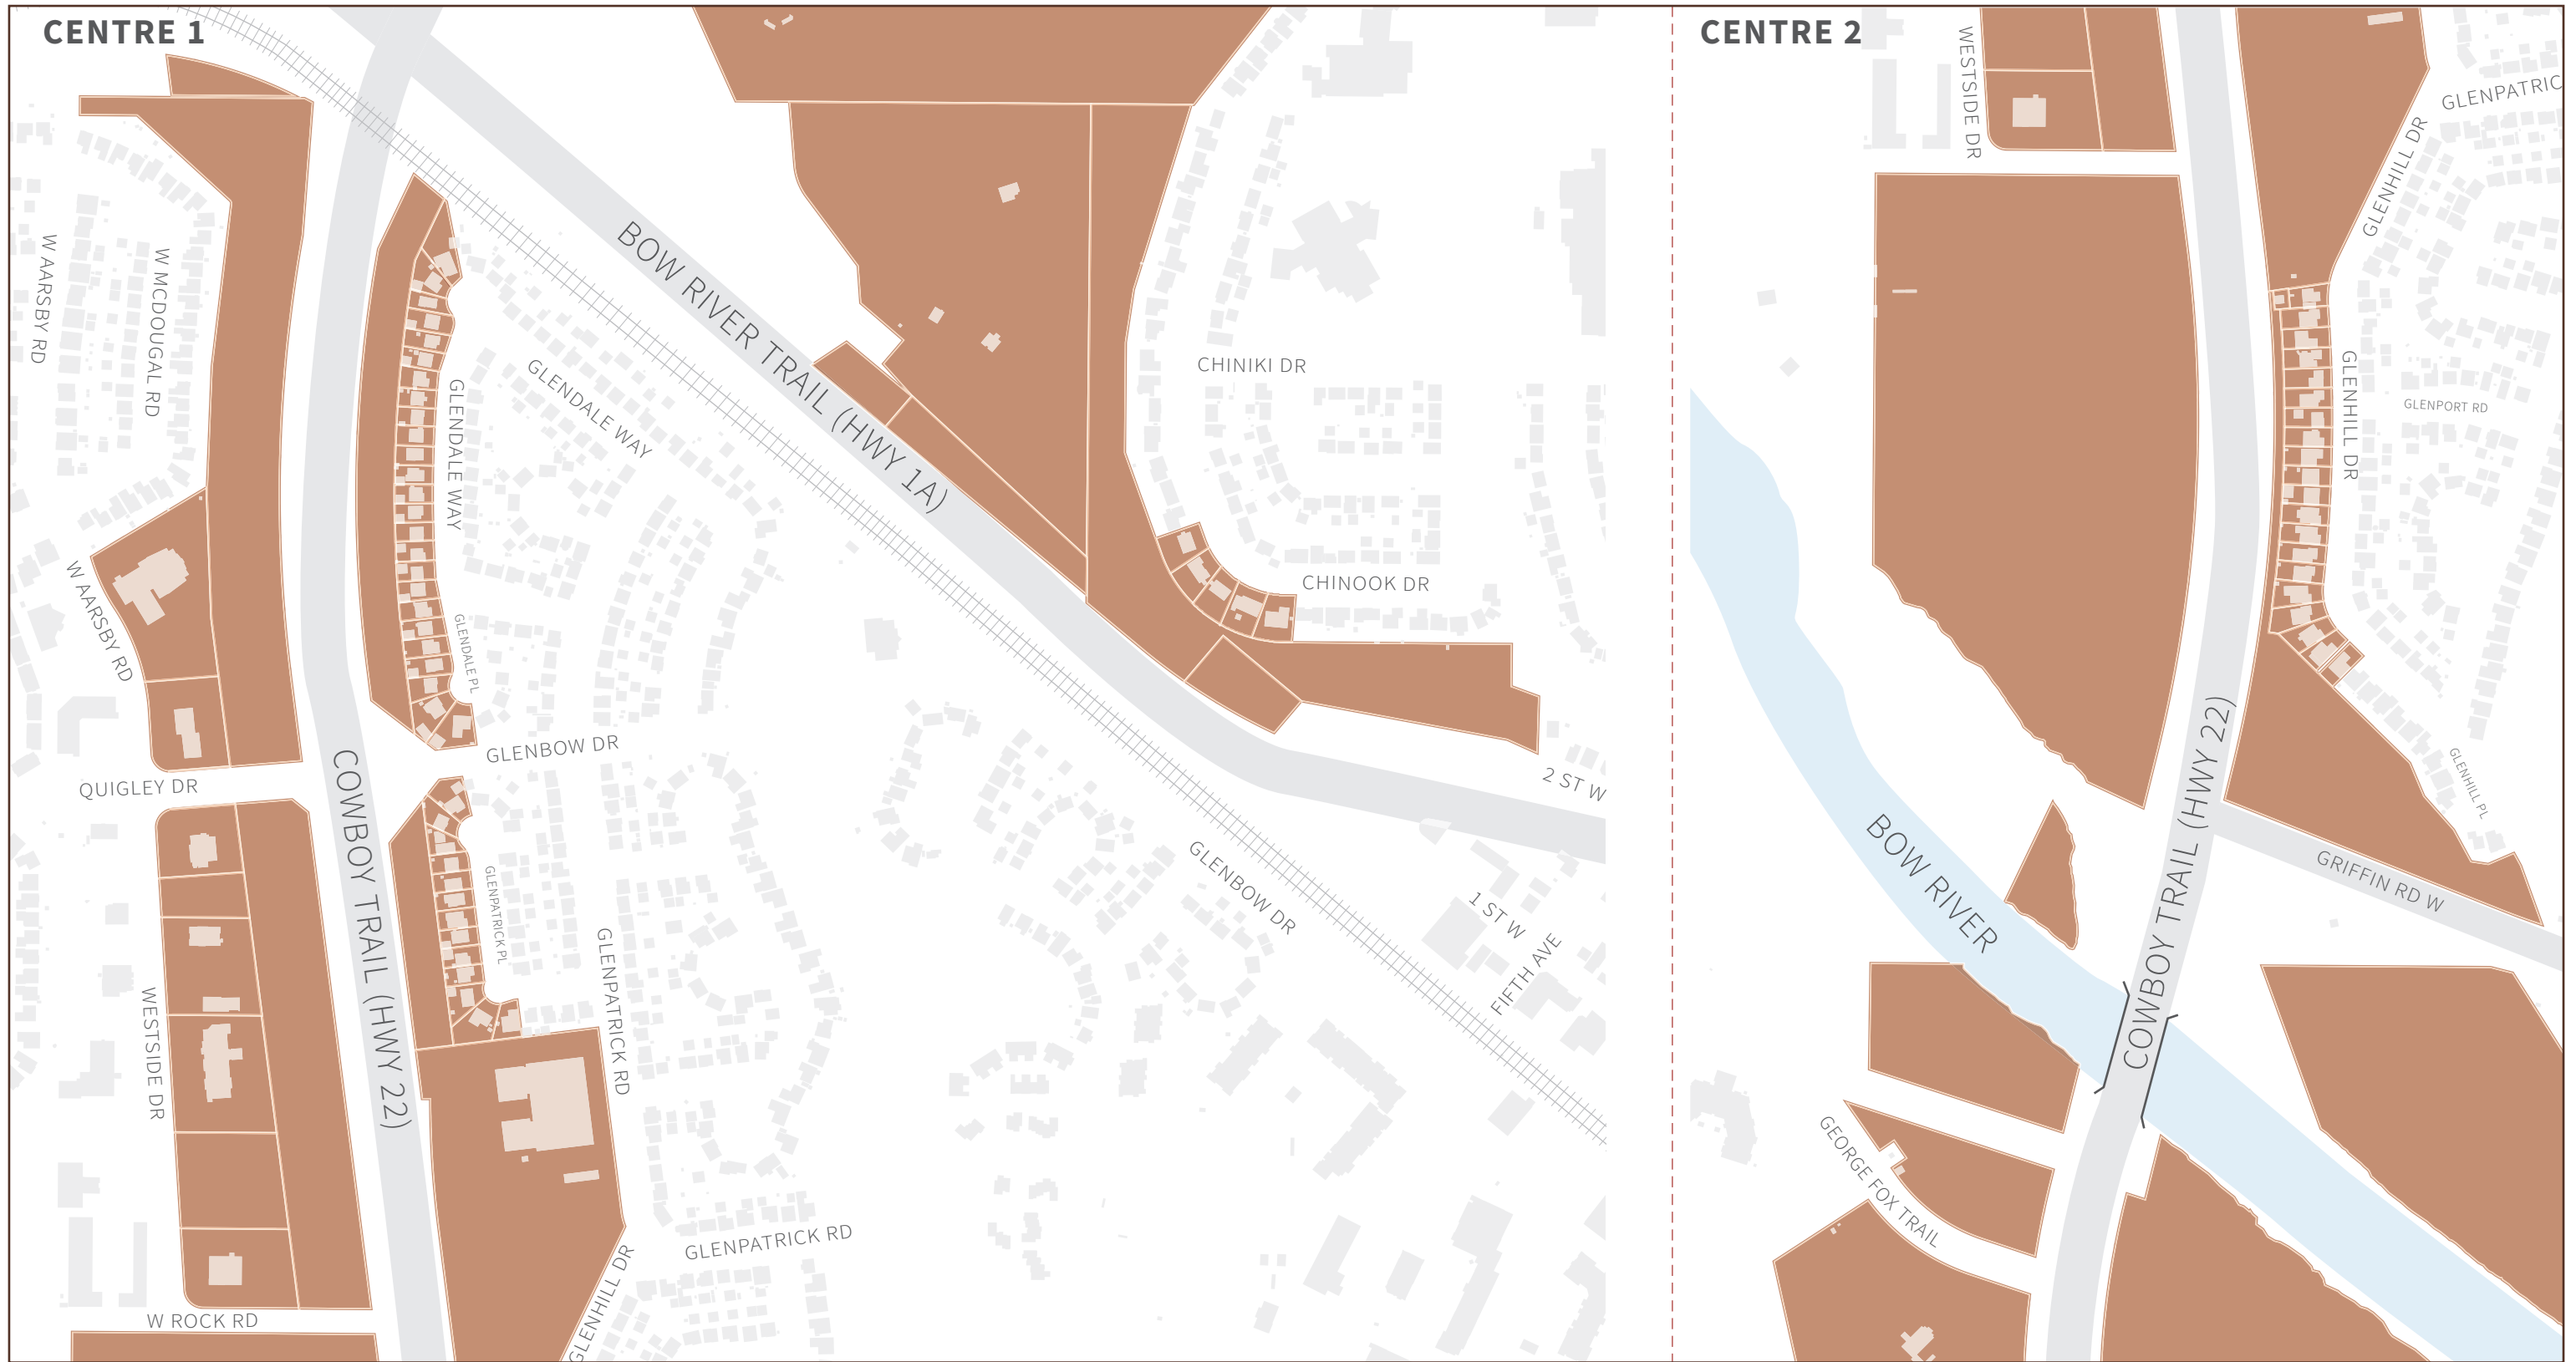 CENTRE 1
W AARSBY RD
W MCDOUGAL RD
BOW RIVER TRAIL (HWY 1A)
GLENDALE WAY
GLENDALE WAY
CHINIKI DR
CHINOOK DR
W AARSBY RD
GLENDALE PL
GLENBOW DR
QUIGLEY DR
COWBOY TRAIL (HWY 22)
2 ST W
GLENPATRICK PL
GLENBOW DR
1 ST W
FIFTH AVE
WESTSIDE DR
GLENPATRICK RD
GLENPATRICK RD
GLENHILL DR
W ROCK RD
CENTRE 2
WESTSIDE DR
GLENPATRIC
GLENHILL DR
GLENHILL DR
GLENPORT RD
GLENHILL PL
COWBOY TRAIL (HWY 22)
GRIFFIN RD W
BOW RIVER
GEORGE FOX TRAIL